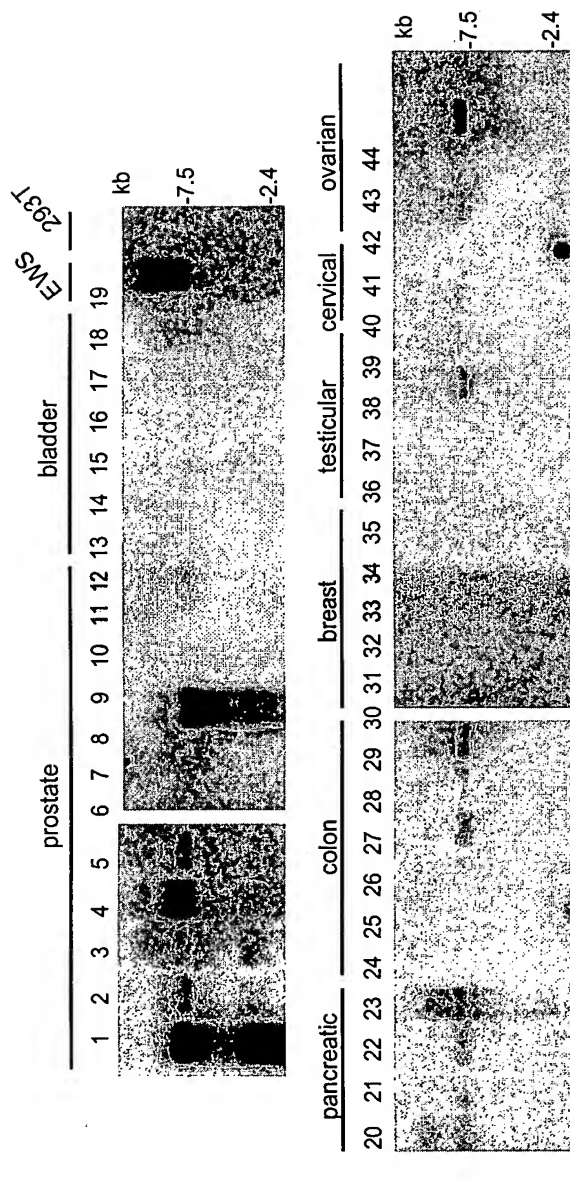 prostate bladder EWS 293T
1 2 3 4 5 6 7 8 9 10 11 12 13 14 15 16 17 18 19 kb
-7.5
-2.4
pancreatic colon breast testicular cervical ovarian
20 21 22 23 24 25 26 27 28 29 30 31 32 33 34 35 36 37 38 39 40 41 42 43 44 kb
-7.5
-2.4